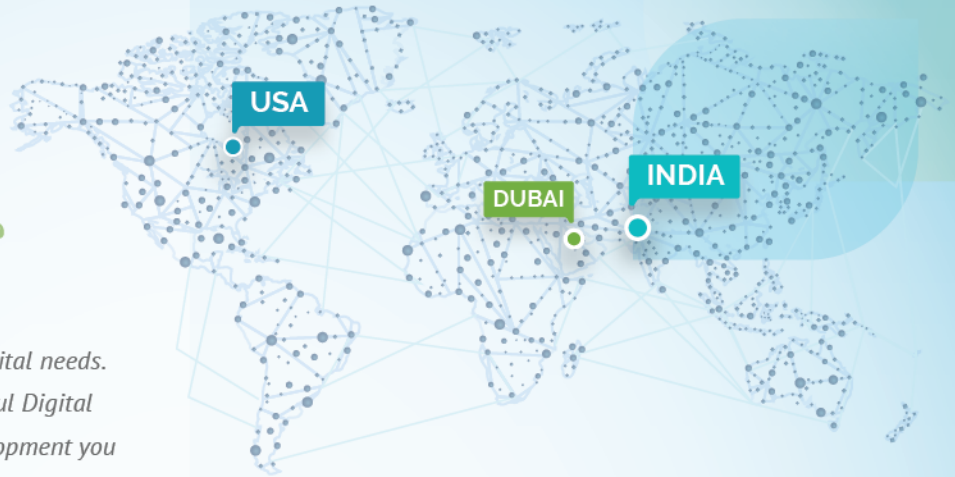 USA
INDIA
DUBAI
ital needs.
ul Digital
opment you